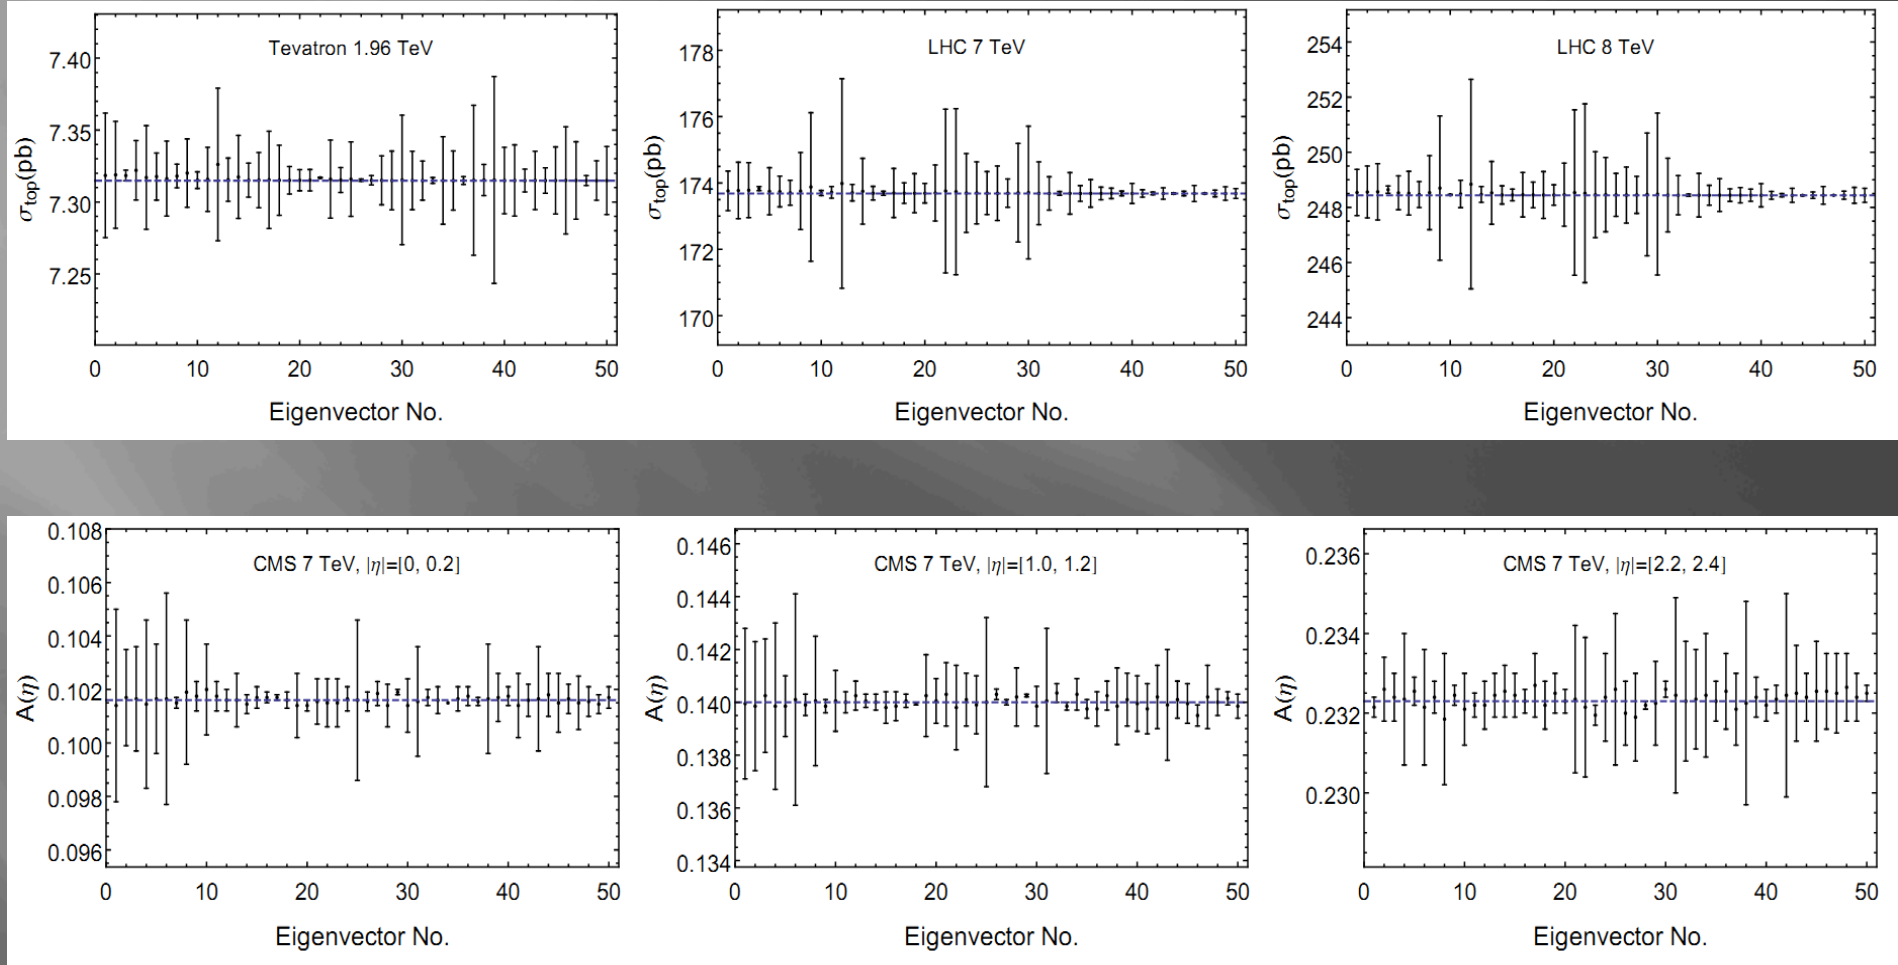 Tevatron 1.96 TeV
σtop(pb)
7.40
7.35
7.30
7.25
0 10 20 30 40 50
Eigenvector No.
LHC 7 TeV
σtop(pb)
178
176
174
172
170
0 10 20 30 40 50
Eigenvector No.
LHC 8 TeV
σtop(pb)
254
252
250
248
246
244
0 10 20 30 40 50
Eigenvector No.
CMS 7 TeV, |η|=[0, 0.2]
A(η)
0.108
0.106
0.104
0.102
0.100
0.098
0.096
0 10 20 30 40 50
Eigenvector No.
CMS 7 TeV, |η|=[1.0, 1.2]
A(η)
0.146
0.144
0.142
0.140
0.138
0.136
0.134
0 10 20 30 40 50
Eigenvector No.
CMS 7 TeV, |η|=[2.2, 2.4]
A(η)
0.236
0.234
0.232
0.230
0 10 20 30 40 50
Eigenvector No.